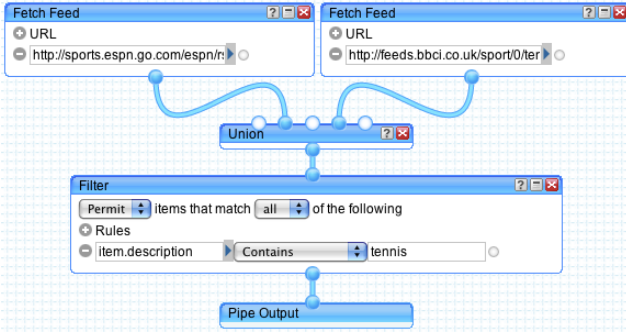 Fetch Feed
URL
http://sports.espn.go.com/espn/r
Fetch Feed
URL
http://feeds.bbci.co.uk/sport/0/ter
Union
Filter
Permit items that match all of the following
Rules
item.description Contains tennis
Pipe Output